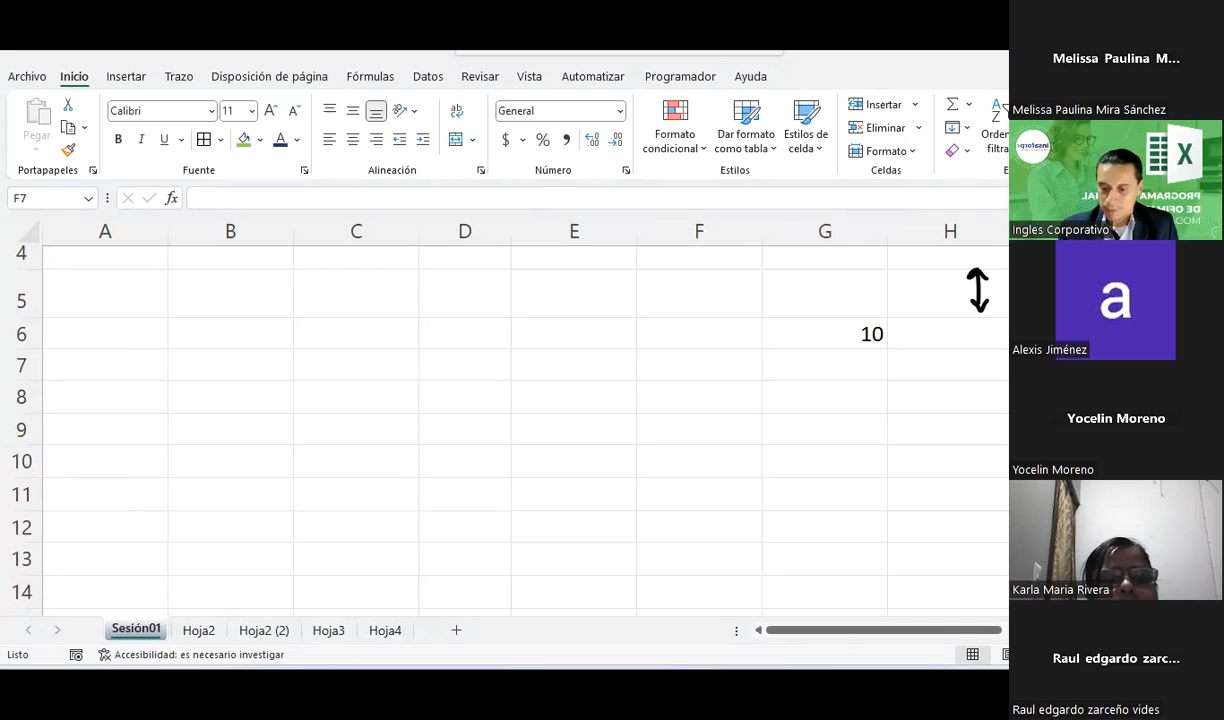 Archivo Inicio Insertar Trazo Disposición de página Fórmulas Datos Revisar Vista Automatizar Programador Ayuda
Pegar
Calibri 11
General
Formato condicional
Dar formato como tabla
Estilos de celda
Insertar
Eliminar
Formato
Portapapeles Fuente Alineación Número Estilos Celdas
F7
fx
A B C D E F G H
4
5
6 10
7
8
9
10
11
12
13
14
Sesión01 Hoja2 Hoja2 (2) Hoja3 Hoja4
Listo Accesibilidad: es necesario investigar
Melissa Paulina M...
Melissa Paulina Mira Sánchez
Ingles Corporativo
a
Alexis Jiménez
Yocelin Moreno
Yocelin Moreno
Karla Maria Rivera
Raul edgardo zarc...
Raul edgardo zarceño vides